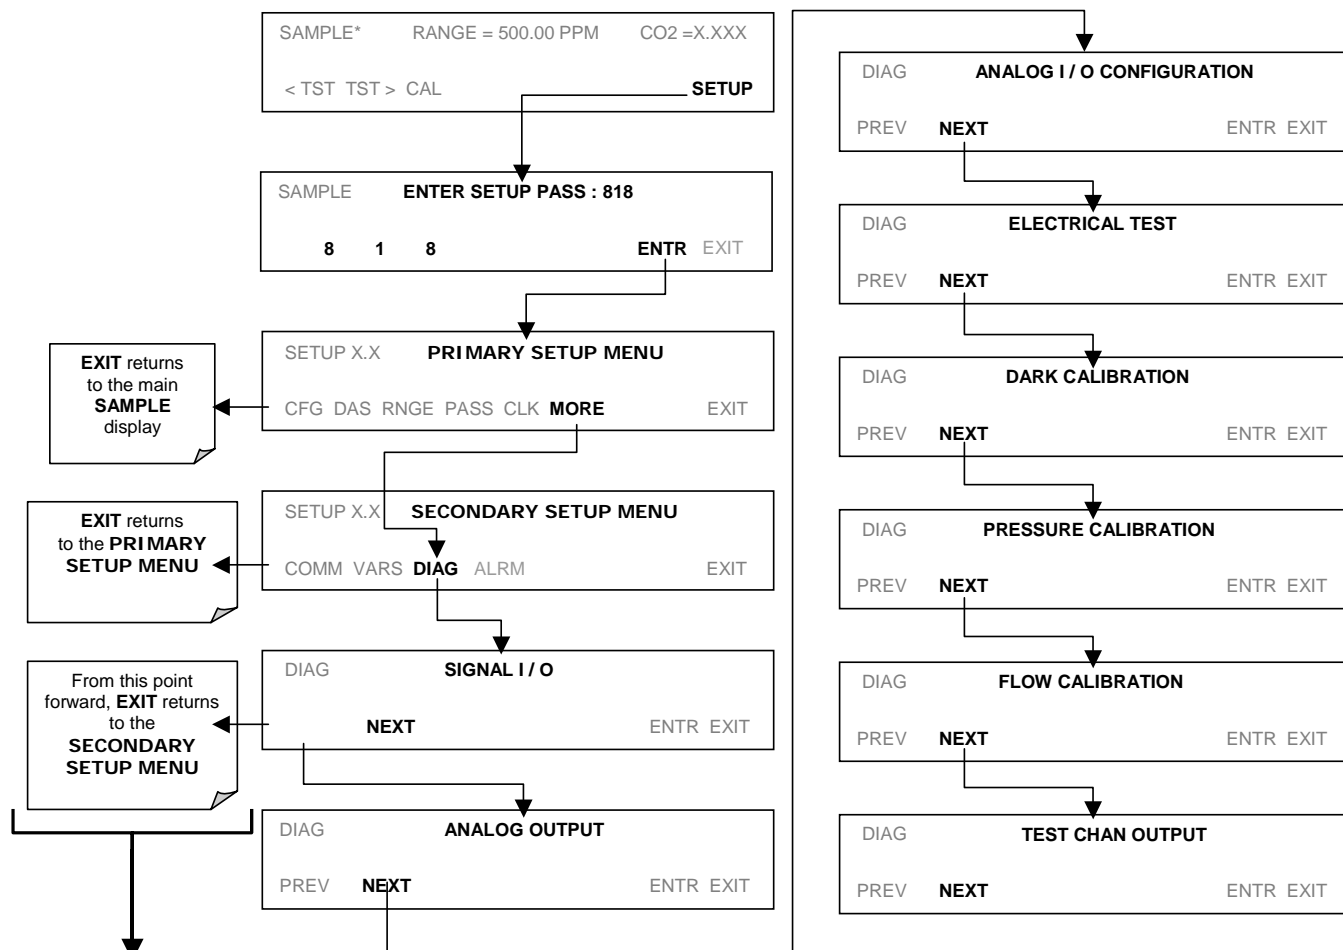 SAMPLE* RANGE = 500.00 PPM CO2 =X.XXX
< TST TST > CAL SETUP
SAMPLE ENTER SETUP PASS : 818
8 1 8 ENTR EXIT
EXIT returns
to the main
SAMPLE
display
SETUP X.X PRIMARY SETUP MENU
CFG DAS RNGE PASS CLK MORE EXIT
EXIT returns
to the PRIMARY
SETUP MENU
SETUP X.X SECONDARY SETUP MENU
COMM VARS DIAG ALRM EXIT
From this point
forward, EXIT returns
to the
SECONDARY
SETUP MENU
DIAG SIGNAL I / O
NEXT ENTR EXIT
DIAG ANALOG OUTPUT
PREV NEXT ENTR EXIT
DIAG ANALOG I / O CONFIGURATION
PREV NEXT ENTR EXIT
DIAG ELECTRICAL TEST
PREV NEXT ENTR EXIT
DIAG DARK CALIBRATION
PREV NEXT ENTR EXIT
DIAG PRESSURE CALIBRATION
PREV NEXT ENTR EXIT
DIAG FLOW CALIBRATION
PREV NEXT ENTR EXIT
DIAG TEST CHAN OUTPUT
PREV NEXT ENTR EXIT